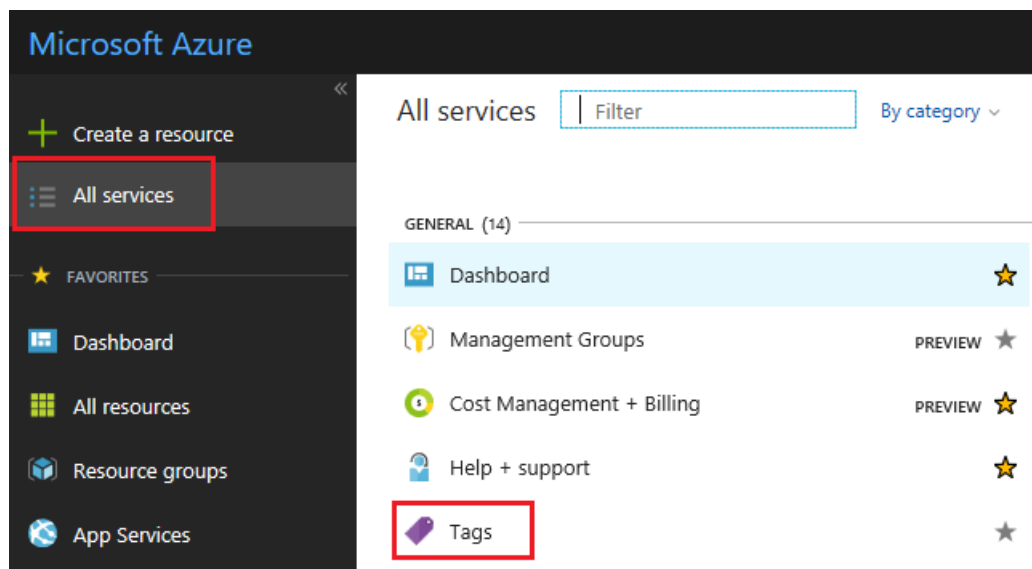 Microsoft Azure
«
Create a resource
All services
FAVORITES
Dashboard
All resources
Resource groups
App Services
All services
Filter
By category
GENERAL (14)
Dashboard
Management Groups PREVIEW
Cost Management + Billing PREVIEW
Help + support
Tags